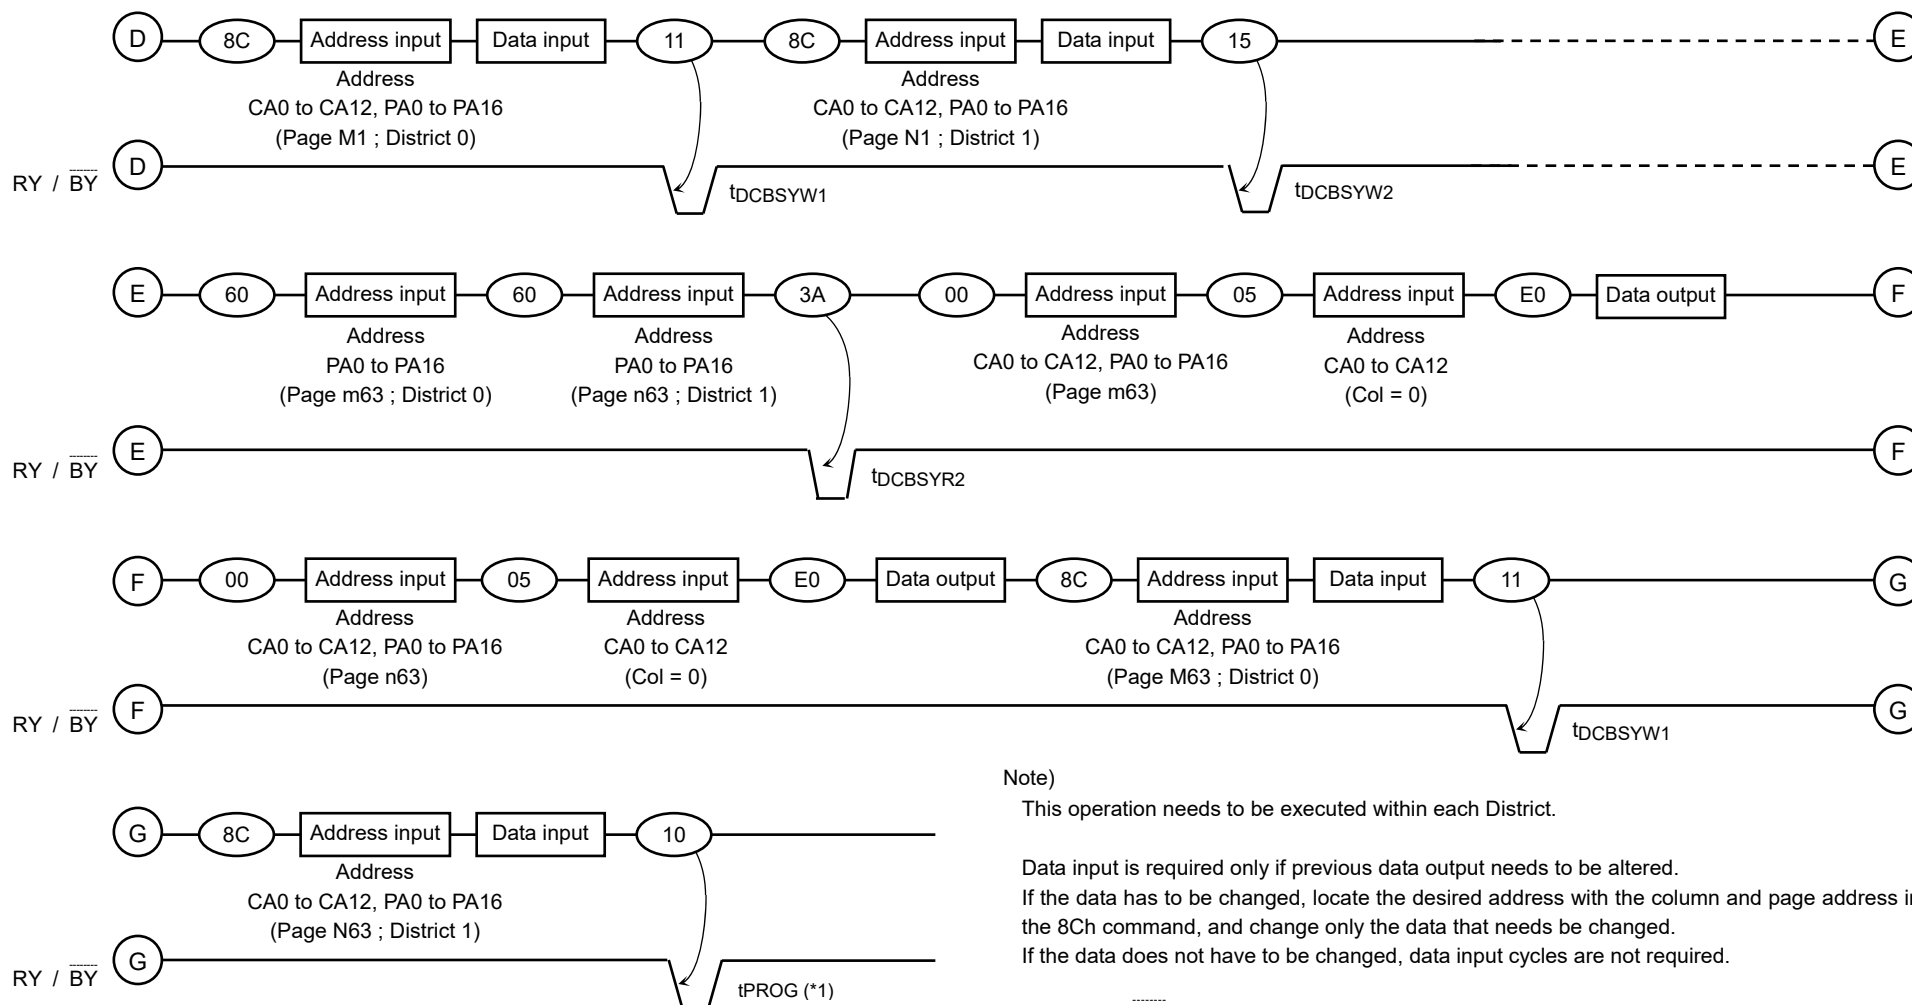 D 8C Address input Data input 11 8C Address input Data input 15 E
Address Address
CA0 to CA12, PA0 to PA16 CA0 to CA12, PA0 to PA16
(Page M1 ; District 0) (Page N1 ; District 1)
RY / BY D tDCBSYW1 tDCBSYW2 E
E 60 Address input 60 Address input 3A 00 Address input 05 Address input E0 Data output F
Address Address Address Address
PA0 to PA16 PA0 to PA16 CA0 to CA12, PA0 to PA16 CA0 to CA12
(Page m63 ; District 0) (Page n63 ; District 1) (Page m63) (Col = 0)
RY / BY E tDCBSYR2 F
F 00 Address input 05 Address input E0 Data output 8C Address input Data input 11 G
Address Address Address
CA0 to CA12, PA0 to PA16 CA0 to CA12 CA0 to CA12, PA0 to PA16
(Page n63) (Col = 0) (Page M63 ; District 0)
RY / BY F tDCBSYW1 G
G 8C Address input Data input 10
Address
CA0 to CA12, PA0 to PA16
(Page N63 ; District 1)
RY / BY G tPROG (*1)
Note)
This operation needs to be executed within each District.
Data input is required only if previous data output needs to be altered.
If the data has to be changed, locate the desired address with the column and page address
the 8Ch command, and change only the data that needs be changed.
If the data does not have to be changed, data input cycles are not required.